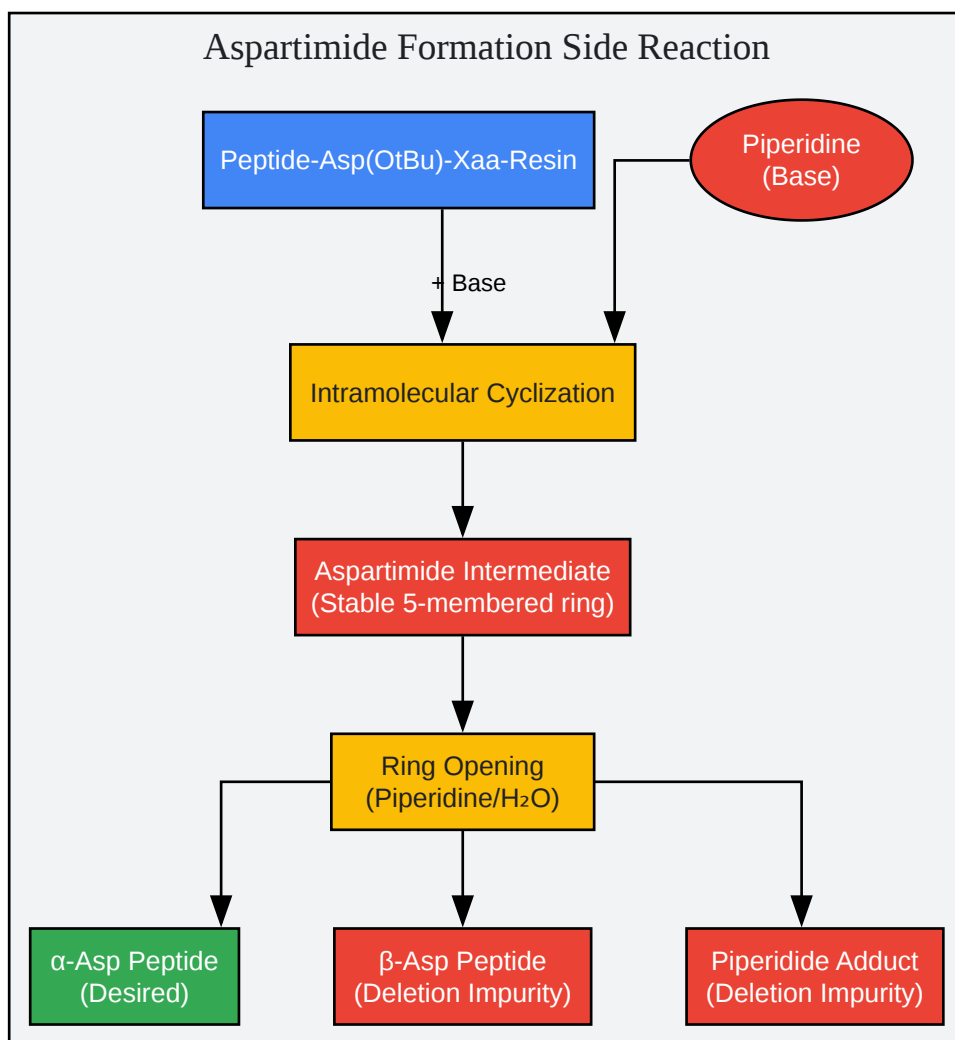 Aspartimide Formation Side Reaction
Peptide-Asp(OtBu)-Xaa-Resin
Piperidine
(Base)
+ Base
Intramolecular Cyclization
Aspartimide Intermediate
(Stable 5-membered ring)
Ring Opening
(Piperidine/H₂O)
α-Asp Peptide
(Desired)
β-Asp Peptide
(Deletion Impurity)
Piperidide Adduct
(Deletion Impurity)